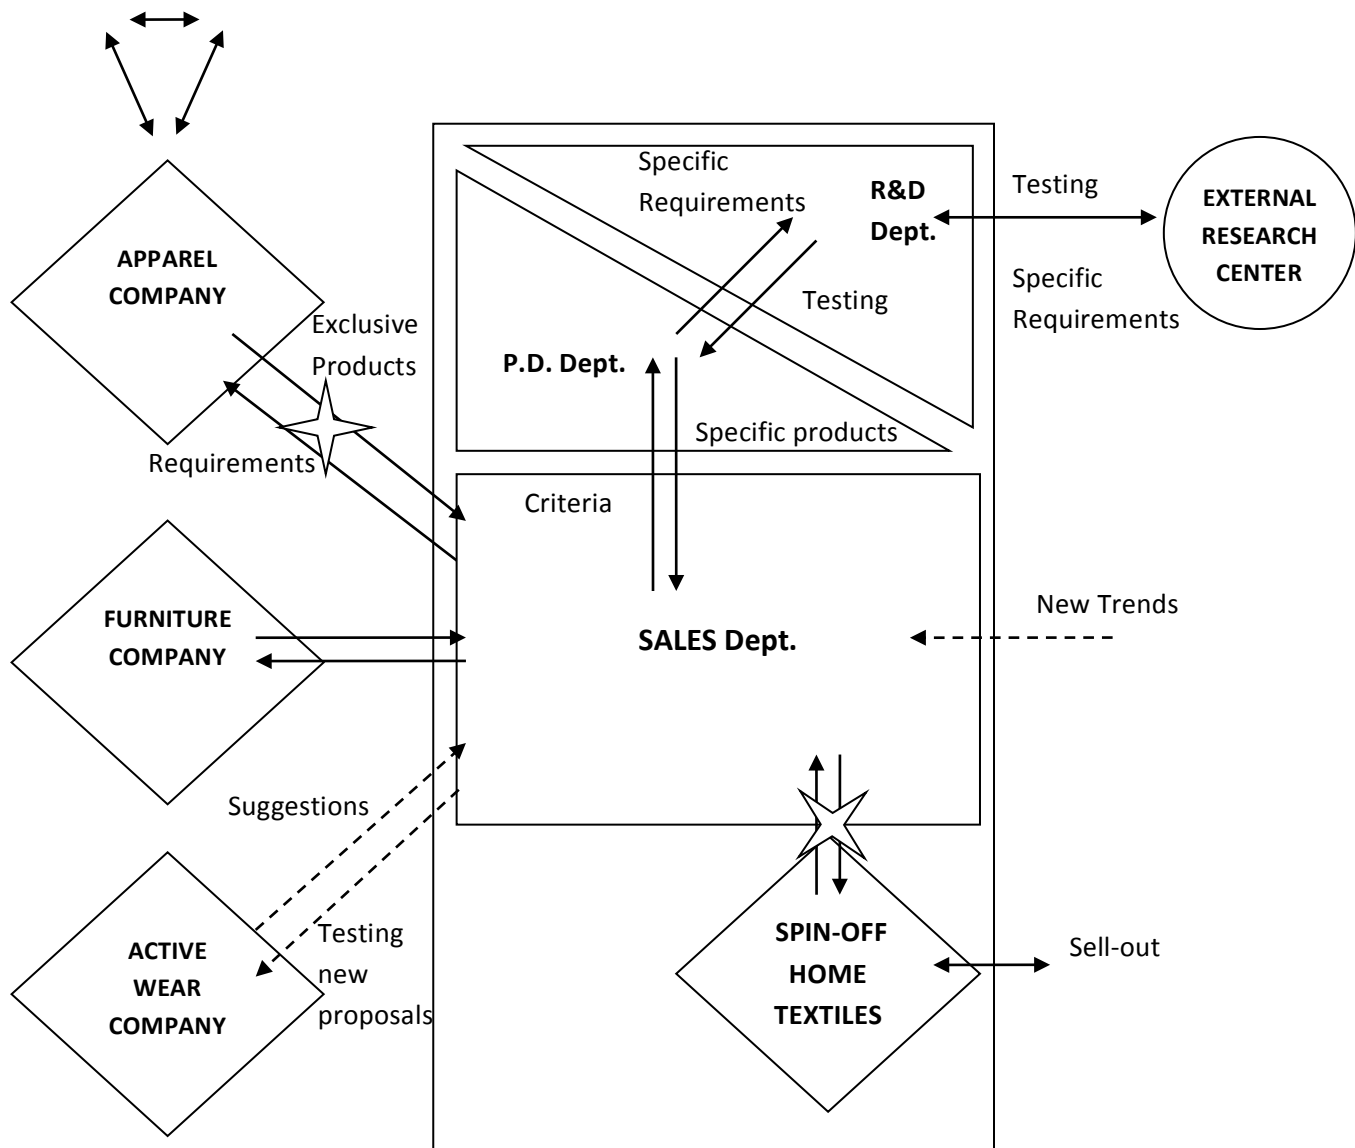 Specific
Requirements
R&D
Dept.
Testing
EXTERNAL
RESEARCH
CENTER
APPAREL
COMPANY
Specific
Requirements
Testing
Exclusive
Products
P.D. Dept.
Specific products
Requirements
Criteria
New Trends
FURNITURE
COMPANY
SALES Dept.
Suggestions
Testing
new
proposals
ACTIVE
WEAR
COMPANY
SPIN-OFF
HOME
TEXTILES
Sell-out